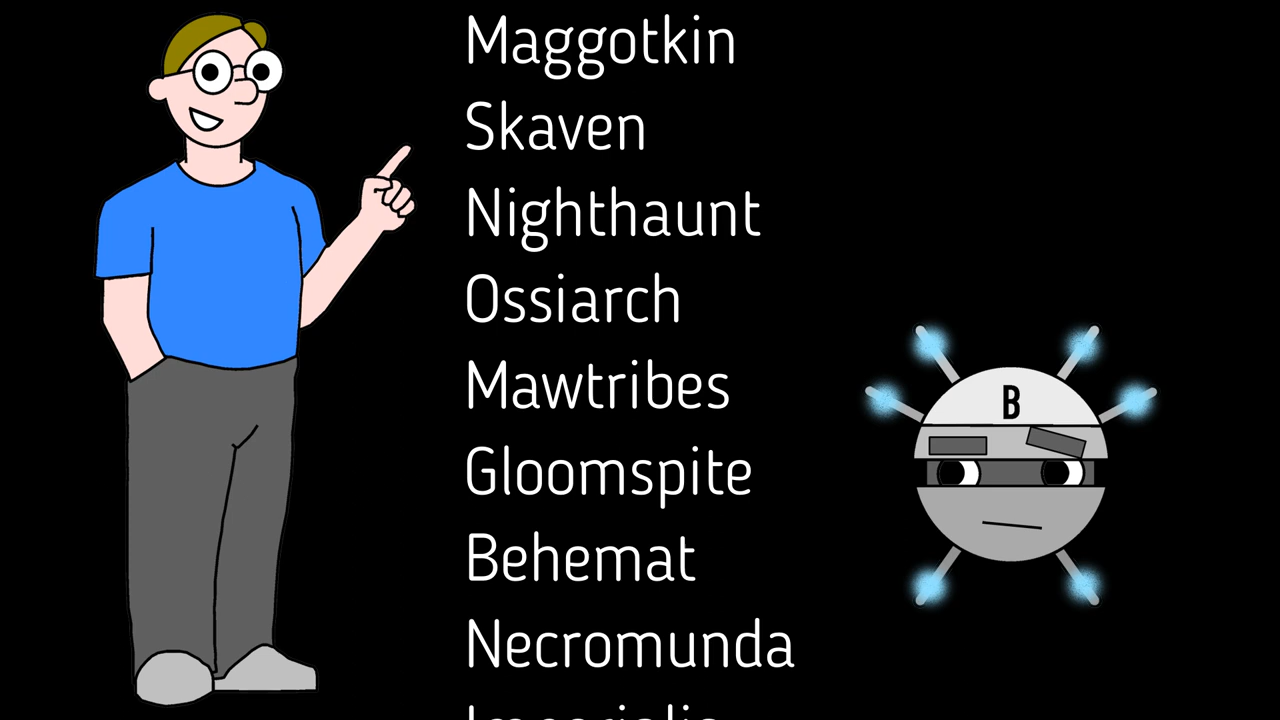 Maggotkin
Skaven
Nighthaunt
Ossiarch
Mawtribes
Gloomspite
Behemat
Necromunda
B